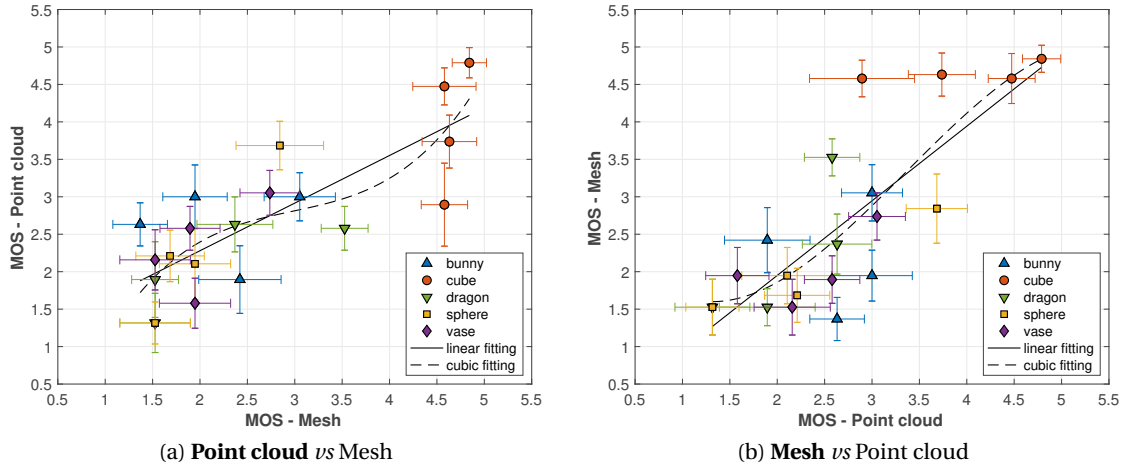 5.5
5
4.5
4
3.5
3
2.5
2
1.5
1
0.5
MOS - Point cloud
bunny
cube
dragon
sphere
vase
linear fitting
cubic fitting
0.5 1 1.5 2 2.5 3 3.5 4 4.5 5 5.5
MOS - Mesh
(a) Point cloud vs Mesh
5.5
5
4.5
4
3.5
3
2.5
2
1.5
1
0.5
MOS - Mesh
bunny
cube
dragon
sphere
vase
linear fitting
cubic fitting
0.5 1 1.5 2 2.5 3 3.5 4 4.5 5 5.5
MOS - Point cloud
(b) Mesh vs Point cloud